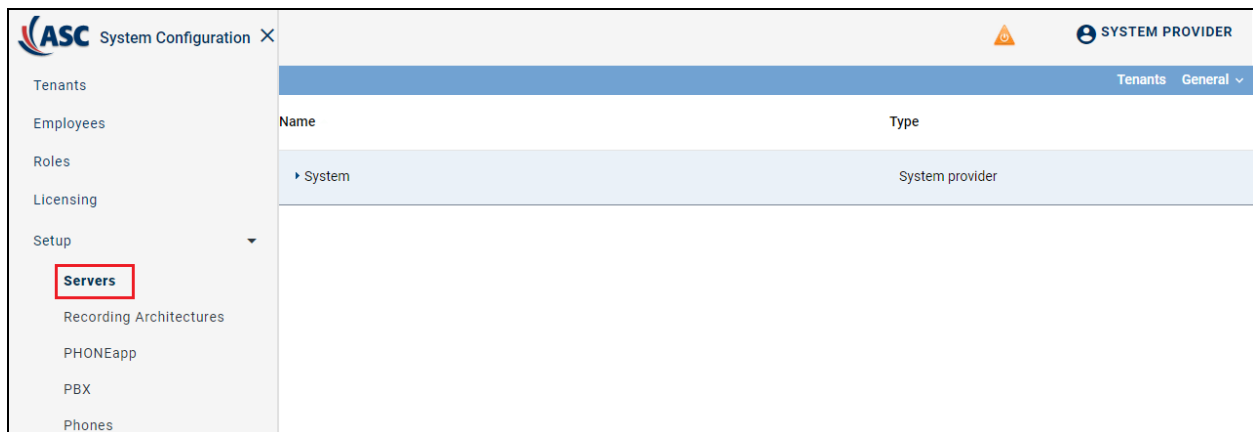 ASC System Configuration
SYSTEM PROVIDER
Tenants
Tenants General
Employees
Name Type
Roles
System System provider
Licensing
Setup
Servers
Recording Architectures
PHONEapp
PBX
Phones